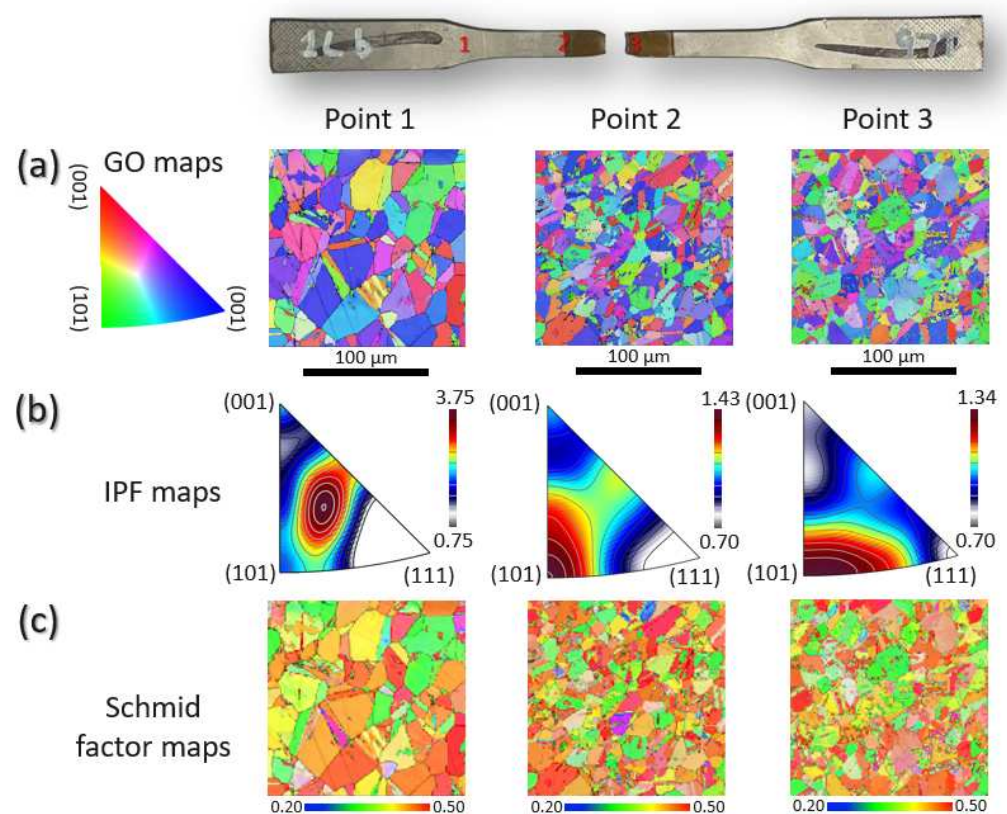 1Lb
1
2
3
97π
Point 1
Point 2
Point 3
(a)
GO maps
(001)
(101)
(001)
100 µm
100 µm
100 µm
(b)
IPF maps
(001)
3.75
0.75
(101)
(111)
(001)
1.43
0.70
(101)
(111)
(001)
1.34
0.70
(101)
(111)
(c)
Schmid
factor maps
0.20
0.50
0.20
0.50
0.20
0.50